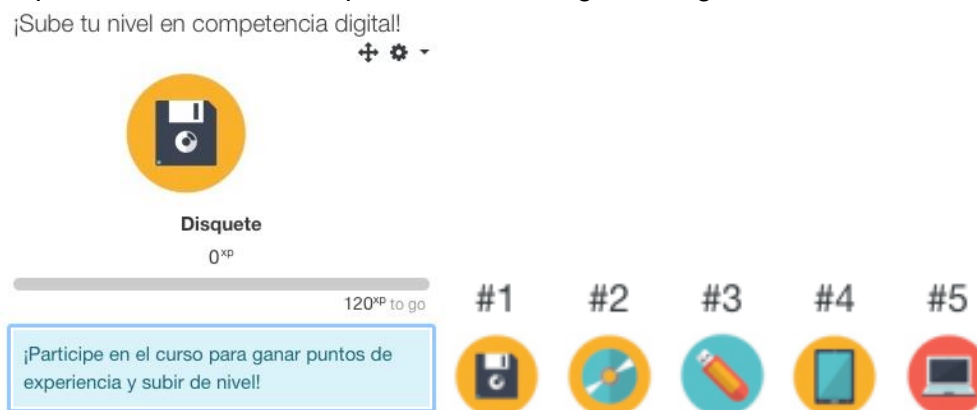 ¡Sube tu nivel en competencia digital!
Disquete
0xp
120xp to go
¡Participe en el curso para ganar puntos de
experiencia y subir de nivel!
#1 #2 #3 #4 #5